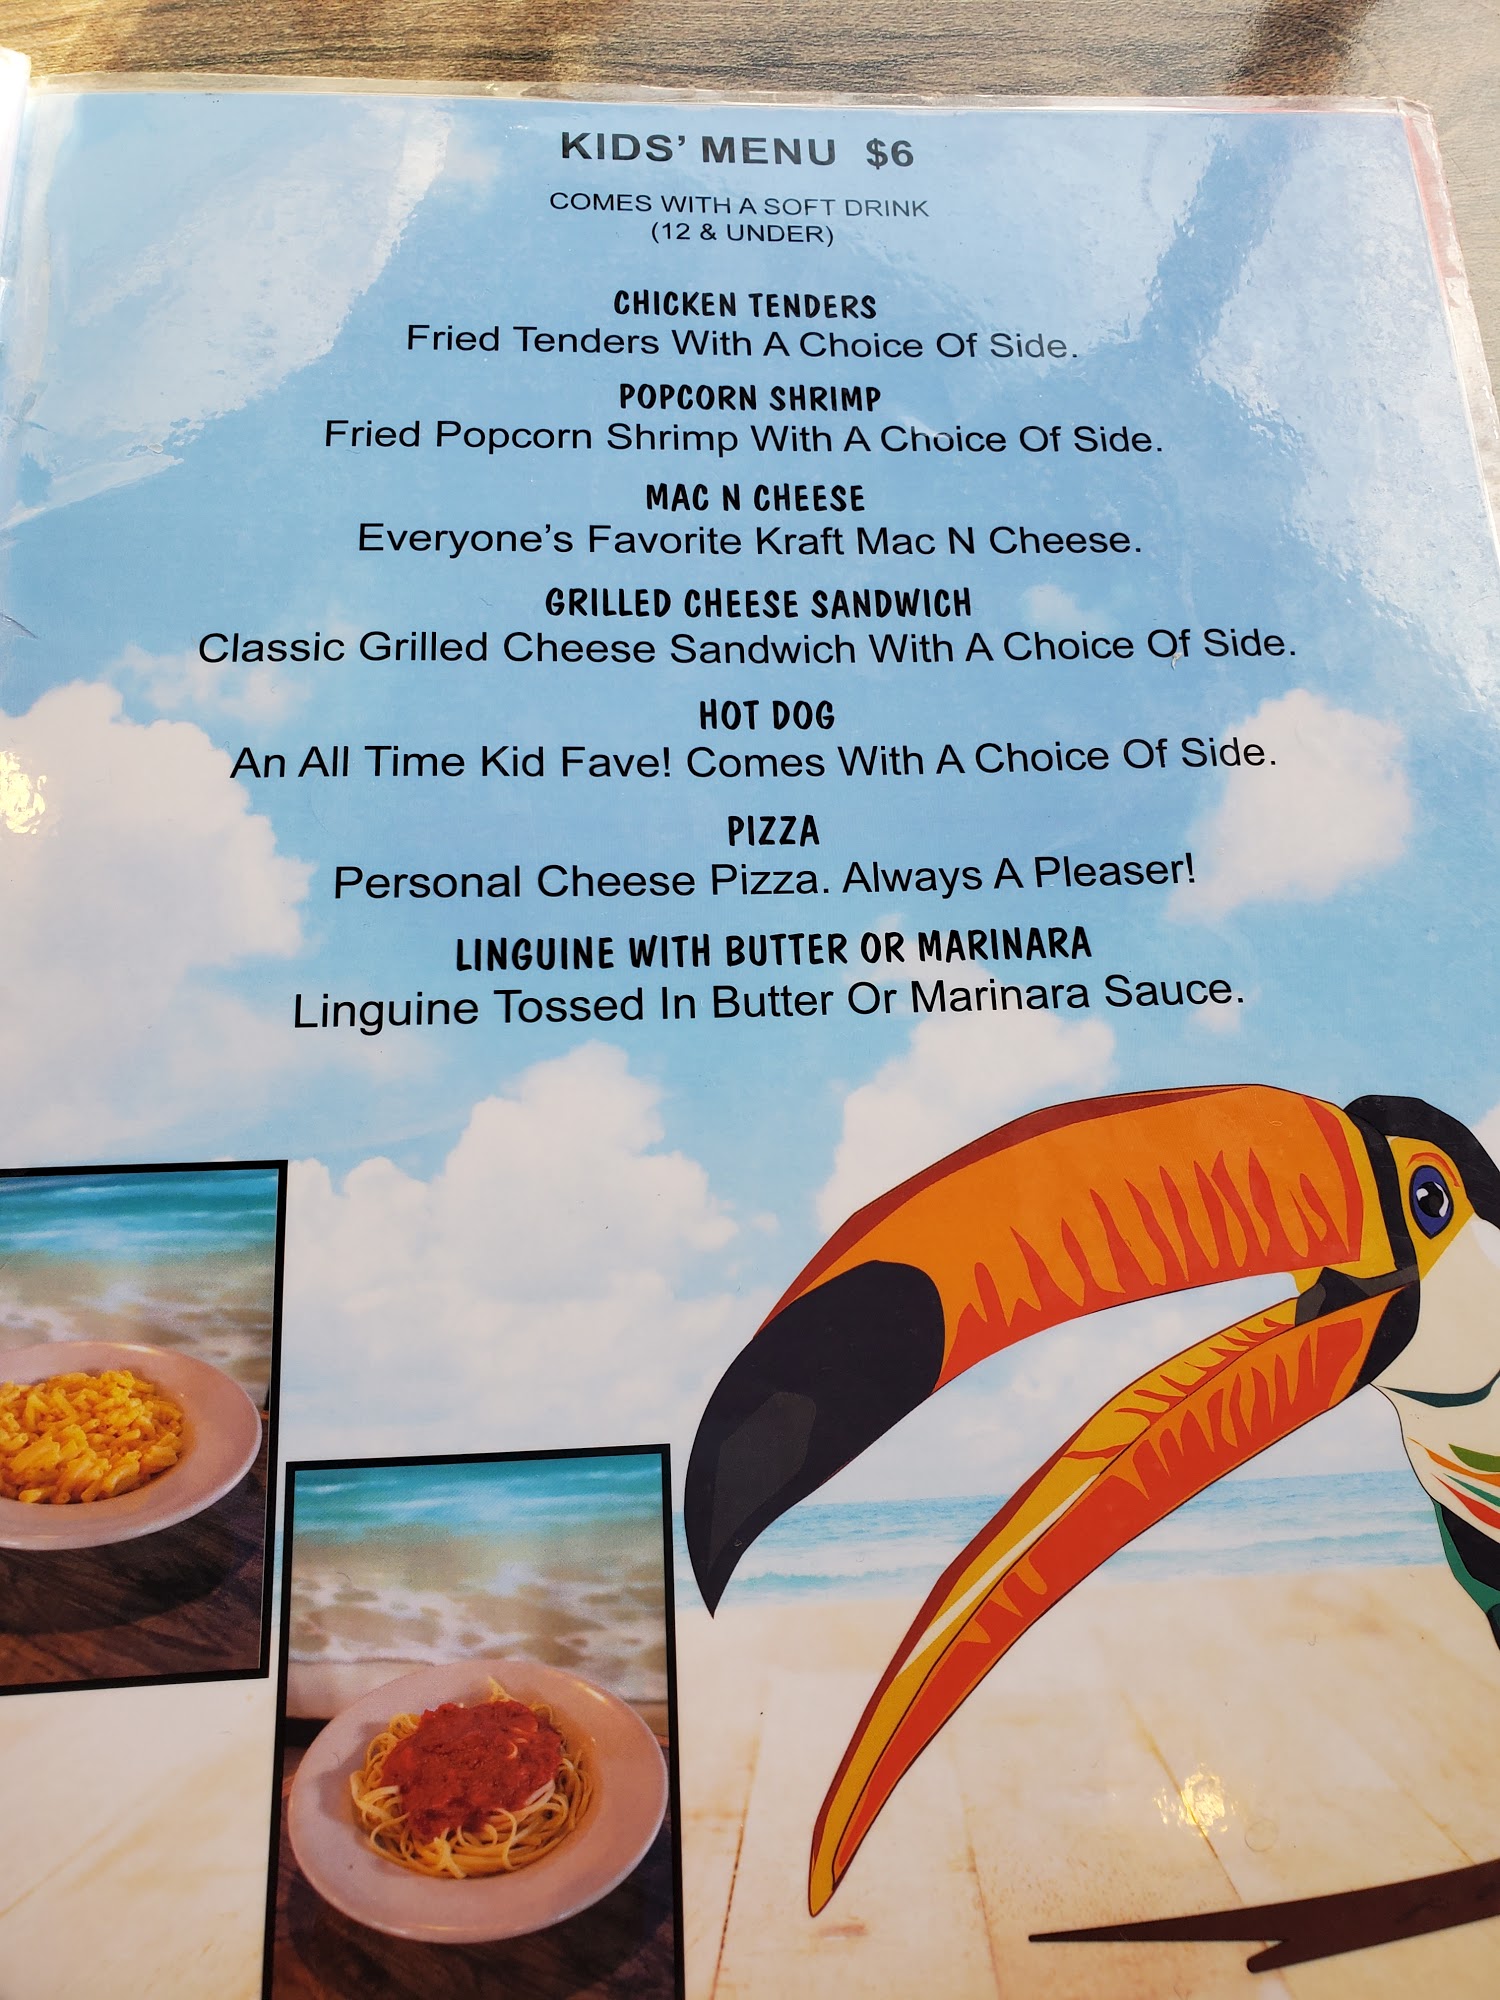 KIDS' MENU $6
COMES WITH A SOFT DRINK
(12 & UNDER)
CHICKEN TENDERS
Fried Tenders With A Choice Of Side.
POPCORN SHRIMP
Fried Popcorn Shrimp With A Choice Of Side.
MAC N CHEESE
Everyone's Favorite Kraft Mac N Cheese.
GRILLED CHEESE SANDWICH
Classic Grilled Cheese Sandwich With A Choice Of Side.
HOT DOG
An All Time Kid Fave! Comes With A Choice Of Side.
PIZZA
Personal Cheese Pizza. Always A Pleaser!
LINGUINE WITH BUTTER OR MARINARA
Linguine Tossed In Butter Or Marinara Sauce.